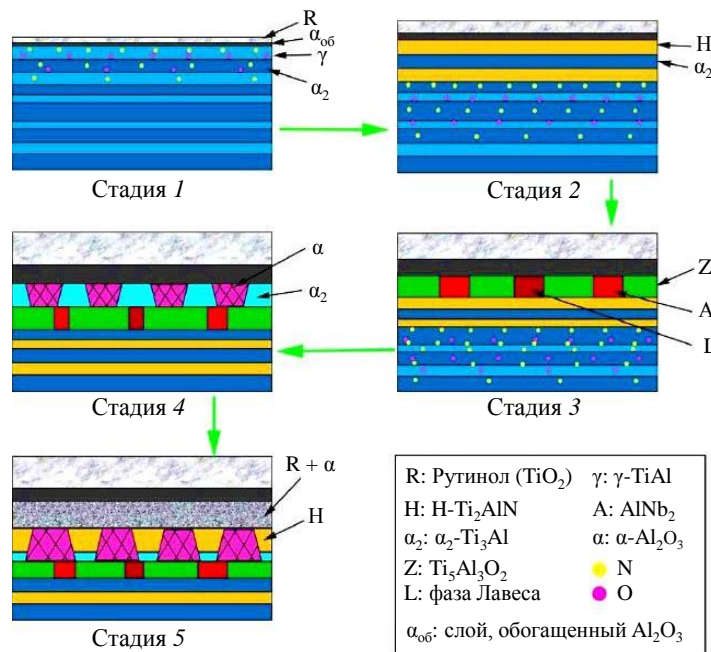 R
αоб
γ
α2
Стадия 1
H
α2
Стадия 2
α
α2
Стадия 4
Z
A
L
Стадия 3
R + α
H
Стадия 5
R: Рутинол (TiO2) γ: γ-TiAl
H: H-Ti2AlN A: AlNb2
α2: α2-Ti3Al α: α-Al2O3
Z: Ti5Al3O2 N
L: фаза Лавеса O
αоб: слой, обогащенный Al2O3